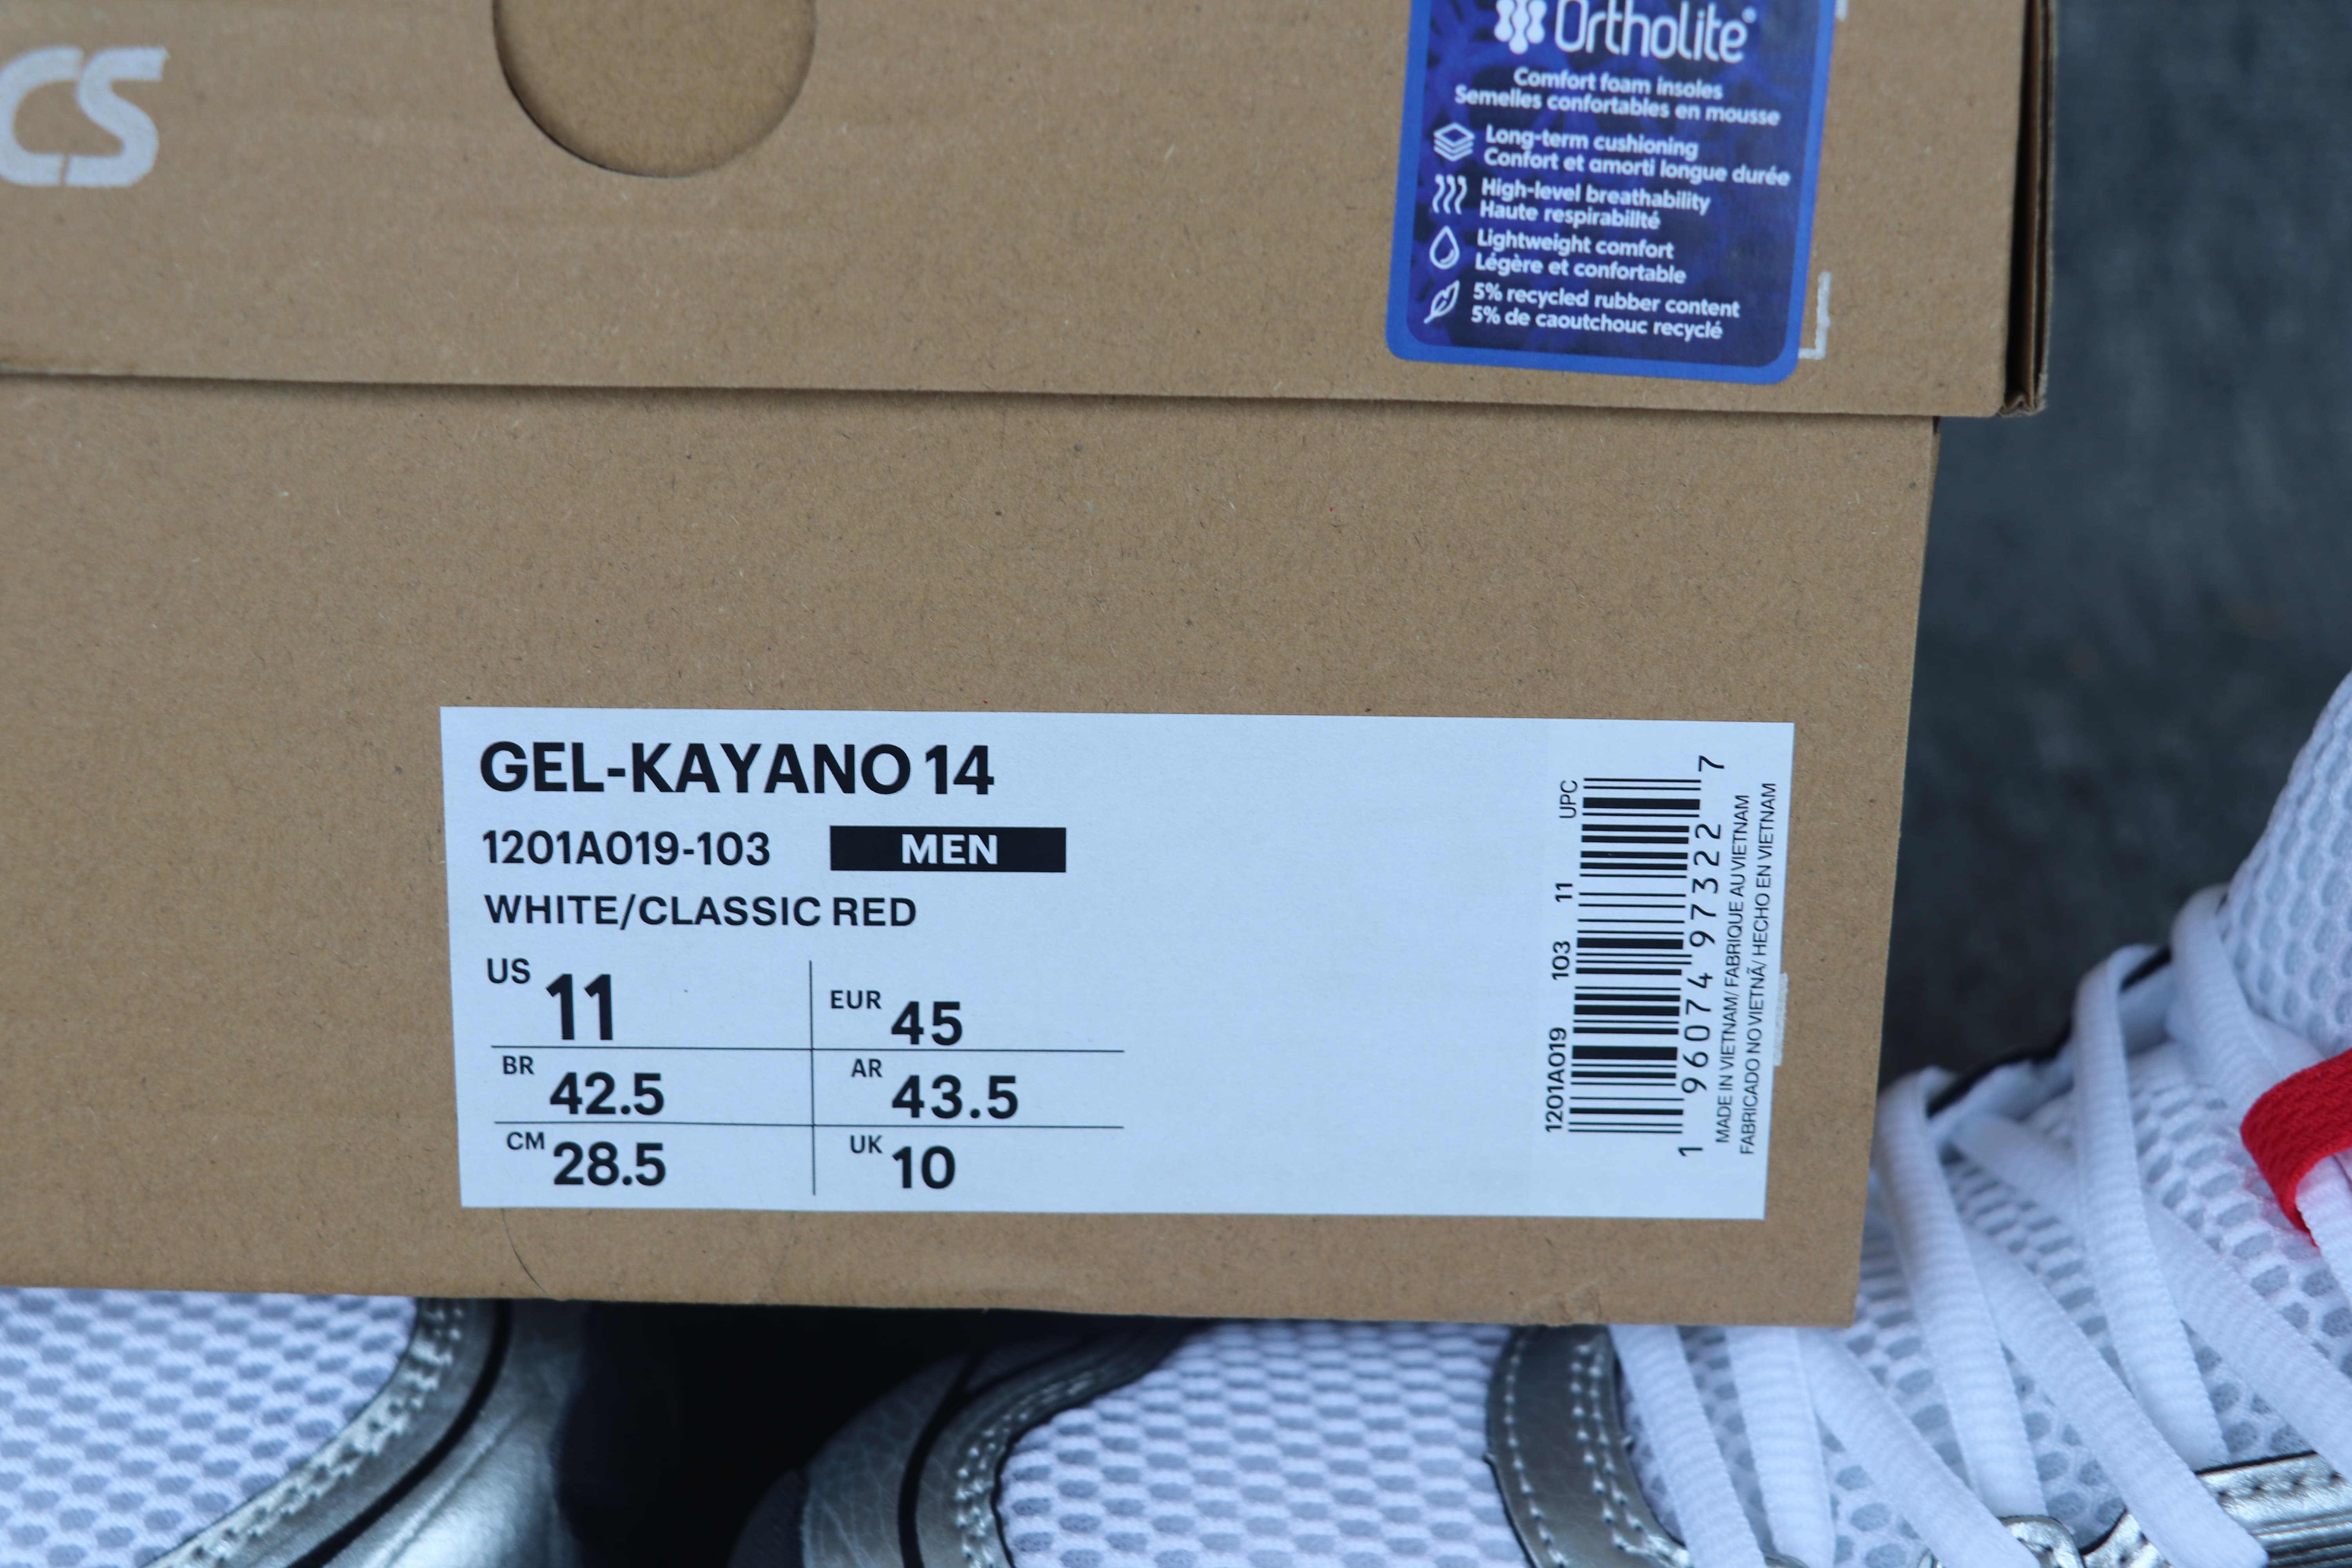 CS
Ortholite®
Comfort foam insoles
Semelles confortables en mousse
Long-term cushioning
Confort et amorti longue durée
High-level breathability
Haute respirabilité
Lightweight comfort
Légère et confortable
5% recycled rubber content
5% de caoutchouc recyclé
GEL-KAYANO 14
1201A019-103 MEN
WHITE/CLASSIC RED
US 11 EUR 45
BR 42.5 AR 43.5
CM 28.5 UK 10
1201A019 103 11 UPC
1 96074 97322 7
MADE IN VIETNAM/ FABRIQUE AU VIETNAM
FABRICADO NO VIETNÃ/ HECHO EN VIETNAM